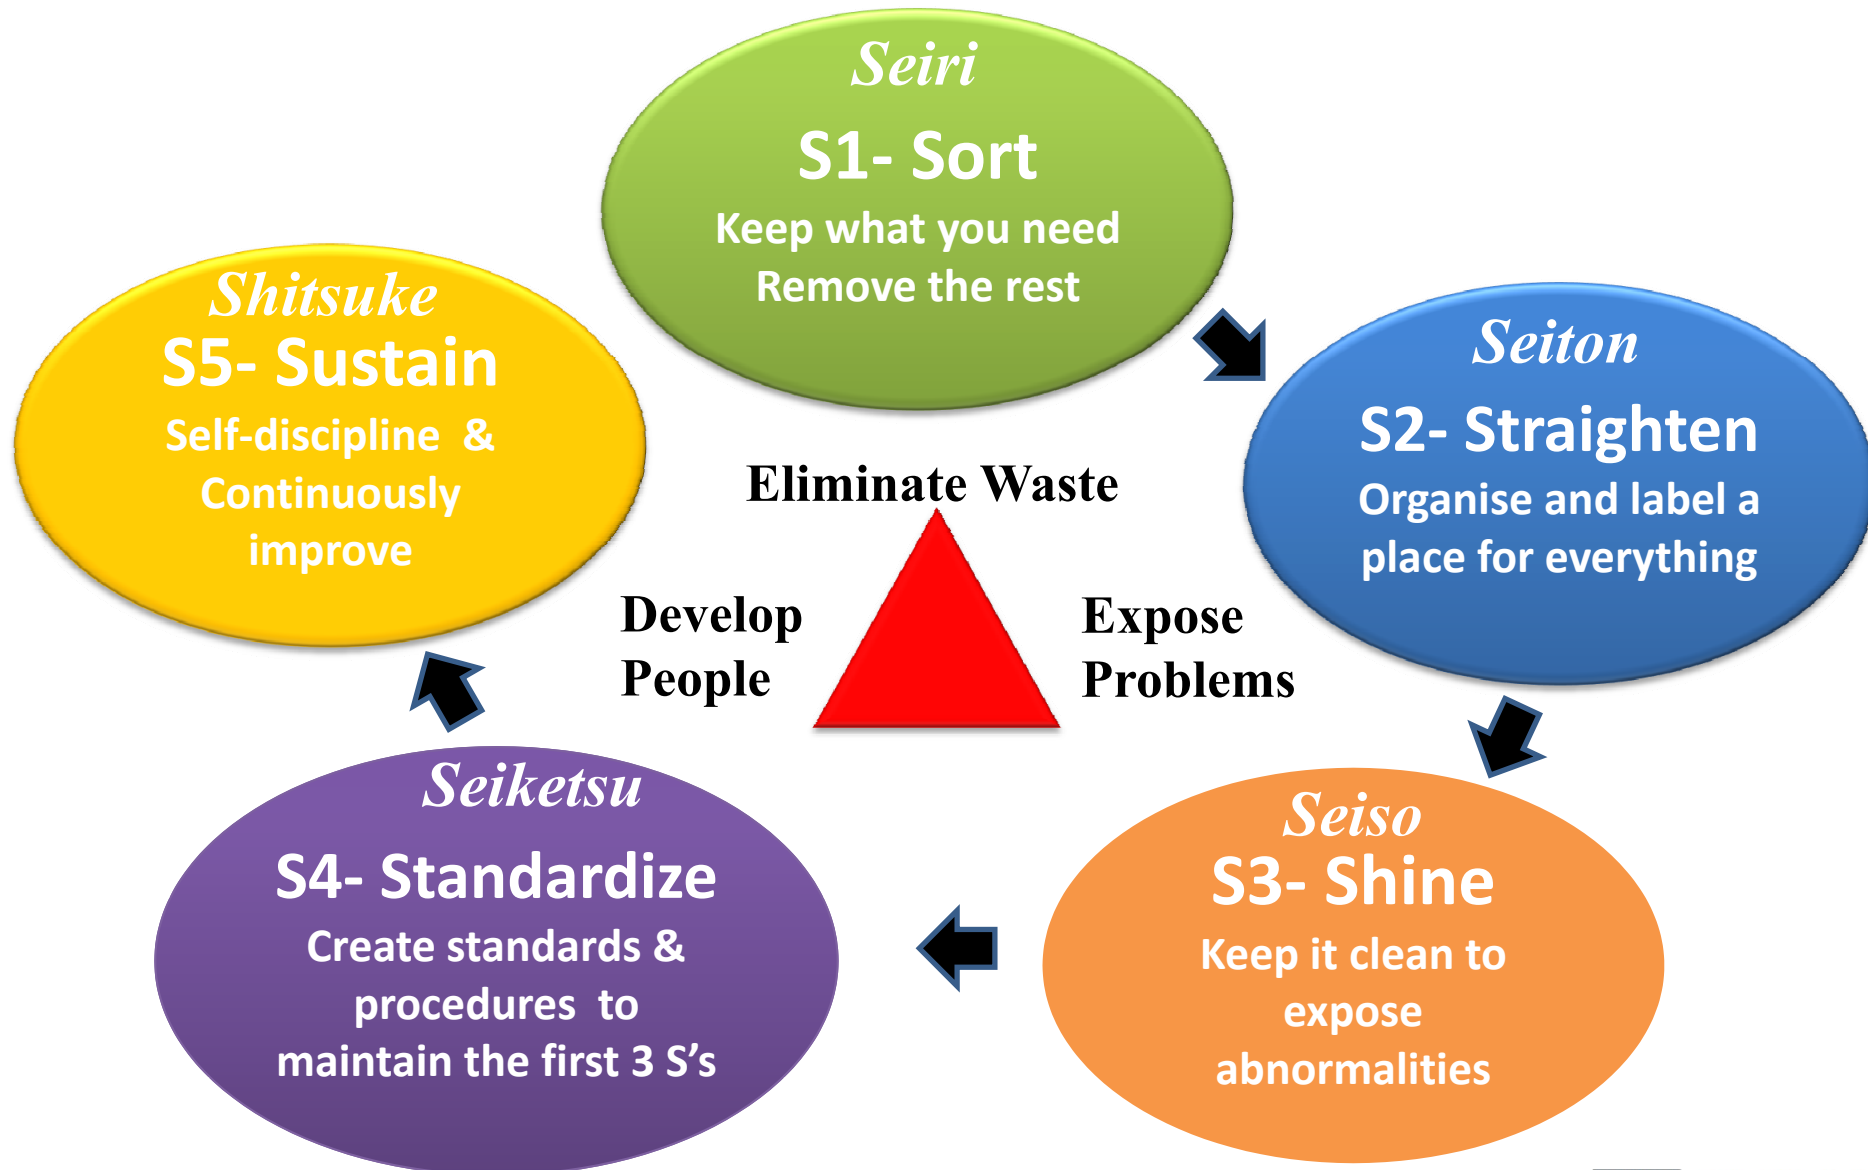 Seiri
S1- Sort
Keep what you need
Remove the rest
Seiton
S2- Straighten
Organise and label a
place for everything
Seiso
S3- Shine
Keep it clean to
expose
abnormalities
Seiketsu
S4- Standardize
Create standards &
procedures to
maintain the first 3 S’s
Shitsuke
S5- Sustain
Self-discipline &
Continuously
improve
Eliminate Waste
Develop
People
Expose
Problems